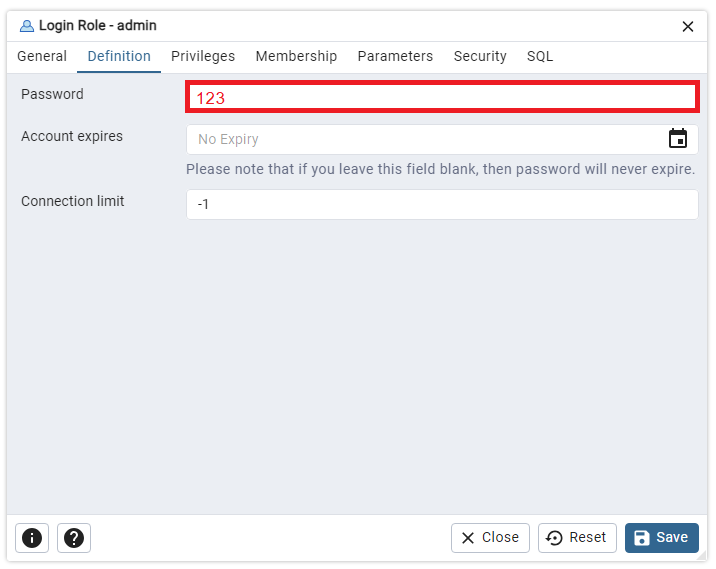 Login Role - admin
General Definition Privileges Membership Parameters Security SQL
Password 123
Account expires No Expiry
Please note that if you leave this field blank, then password will never expire.
Connection limit -1
Close Reset Save